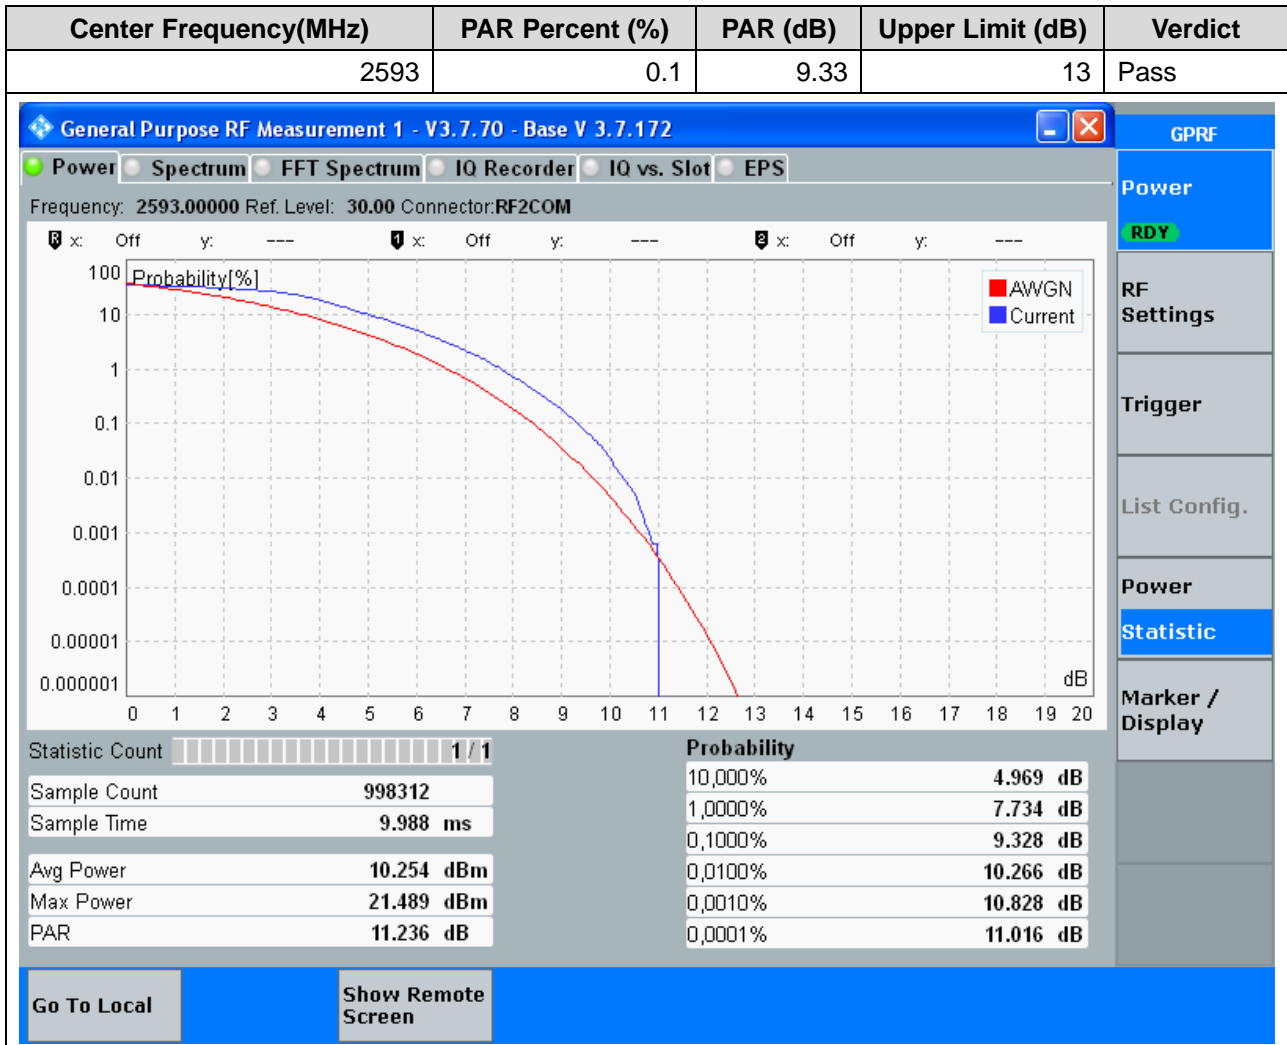 Center Frequency(MHz) PAR Percent (%) PAR (dB) Upper Limit (dB) Verdict
2593 0.1 9.33 13 Pass
General Purpose RF Measurement 1 - V3.7.70 - Base V 3.7.172
GPRF
Power Spectrum FFT Spectrum IQ Recorder IQ vs. Slot EPS
Power
RDY
Frequency: 2593.00000 Ref. Level: 30.00 Connector:RF2COM
R x: Off y: --- 1 x: Off y: --- 2 x: Off y: ---
Probability[%]
100
10
1
0.1
0.01
0.001
0.0001
0.00001
0.000001
AWGN
Current
dB
0 1 2 3 4 5 6 7 8 9 10 11 12 13 14 15 16 17 18 19 20
RF
Settings
Trigger
List Config.
Power
Statistic
Marker /
Display
Statistic Count 1 / 1
Sample Count 998312
Sample Time 9.988 ms
Avg Power 10.254 dBm
Max Power 21.489 dBm
PAR 11.236 dB
Probability
10,000% 4.969 dB
1,0000% 7.734 dB
0,1000% 9.328 dB
0,0100% 10.266 dB
0,0010% 10.828 dB
0,0001% 11.016 dB
Go To Local
Show Remote
Screen